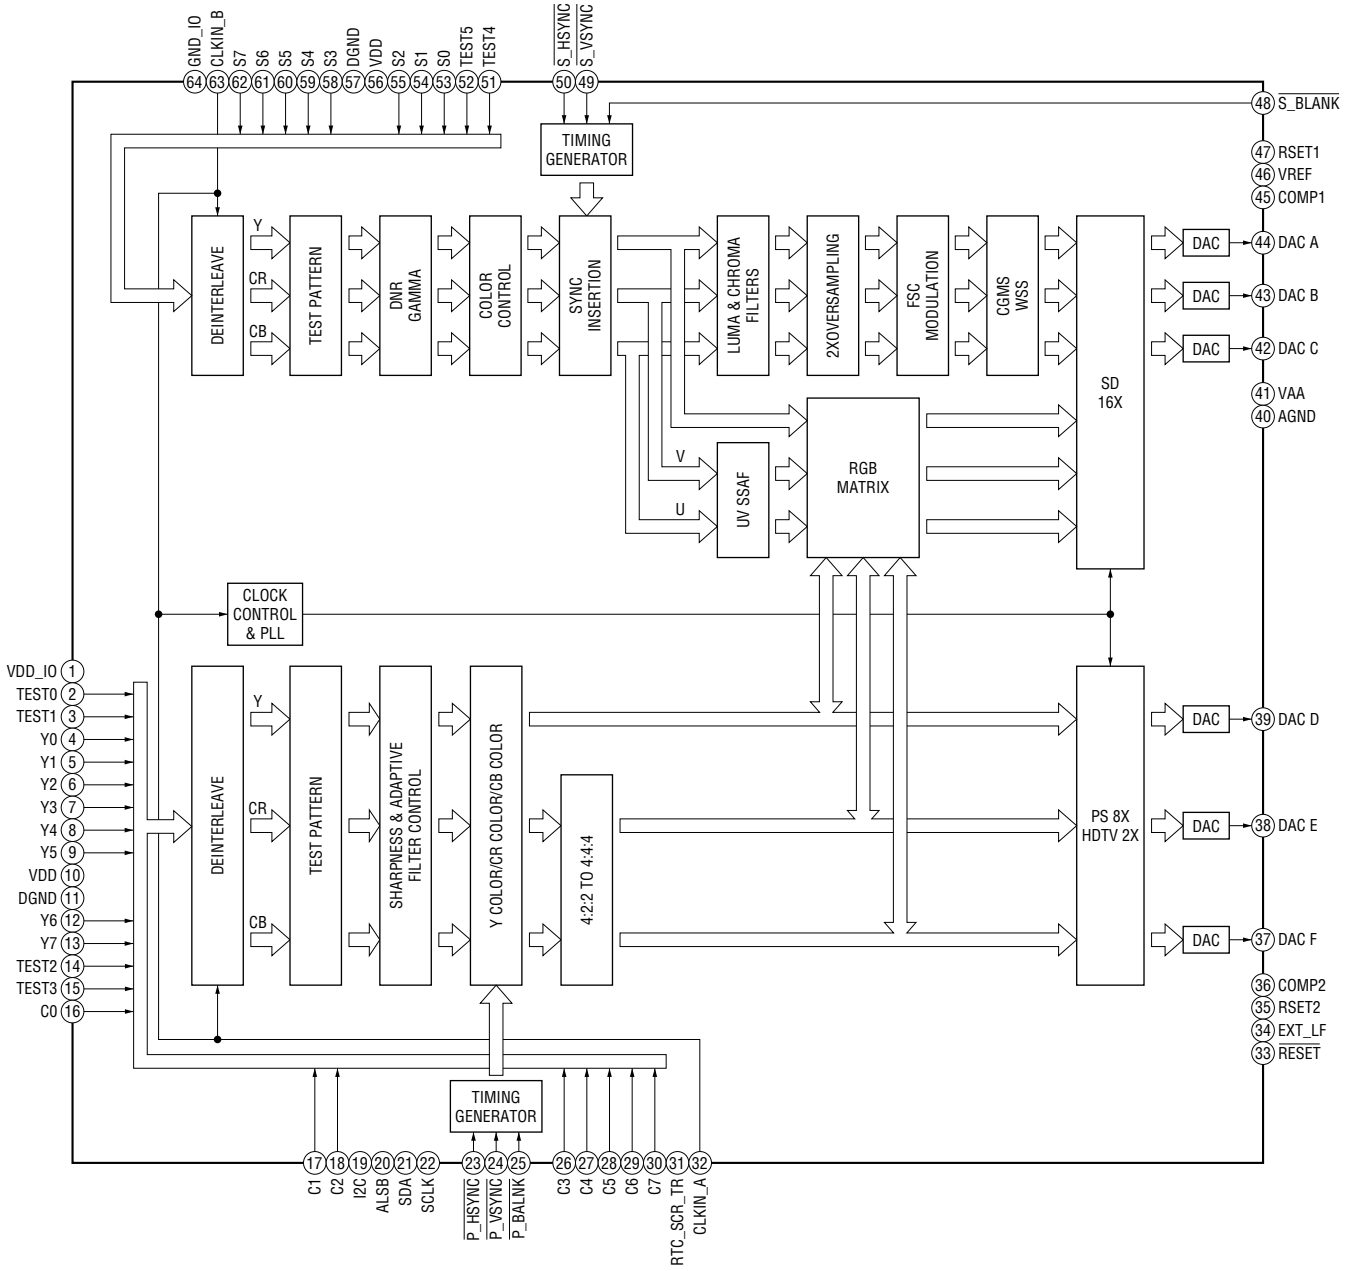 GND_IO
CLKIN_B
S7
S6
S5
S4
S3
DGND
VDD
S2
S1
S0
TEST5
TEST4
S_HSYNC
S_VSYNC
64 63 62 61 60 59 58 57 56 55 54 53 52 51 50 49
48 S_BLANK
TIMING
GENERATOR
47 RSET1
46 VREF
45 COMP1
DEINTERLEAVE
Y
CR
CB
TEST PATTERN
DNR
GAMMA
COLOR
CONTROL
SYNC
INSERTION
LUMA & CHROMA
FILTERS
2XOVERSAMPLING
FSC
MODULATION
CGMS
WSS
SD
16X
DAC 44 DAC A
DAC 43 DAC B
DAC 42 DAC C
41 VAA
40 AGND
V
U
UV SSAF
RGB
MATRIX
CLOCK
CONTROL
& PLL
VDD_IO 1
TEST0 2
TEST1 3
Y0 4
Y1 5
Y2 6
Y3 7
Y4 8
Y5 9
VDD 10
DGND 11
Y6 12
Y7 13
TEST2 14
TEST3 15
C0 16
DEINTERLEAVE
Y
CR
CB
TEST PATTERN
SHARPNESS & ADAPTIVE
FILTER CONTROL
Y COLOR/CR COLOR/CB COLOR
4:2:2 TO 4:4:4
PS 8X
HDTV 2X
DAC 39 DAC D
DAC 38 DAC E
DAC 37 DAC F
36 COMP2
35 RSET2
34 EXT_LF
33 RESET
TIMING
GENERATOR
17 18 19 20 21 22 23 24 25 26 27 28 29 30 31 32
C1
C2
I2C
ALSB
SDA
SCLK
P_HSYNC
P_VSYNC
P_BALNK
C3
C4
C5
C6
C7
RTC_SCR_TR
CLKIN_A